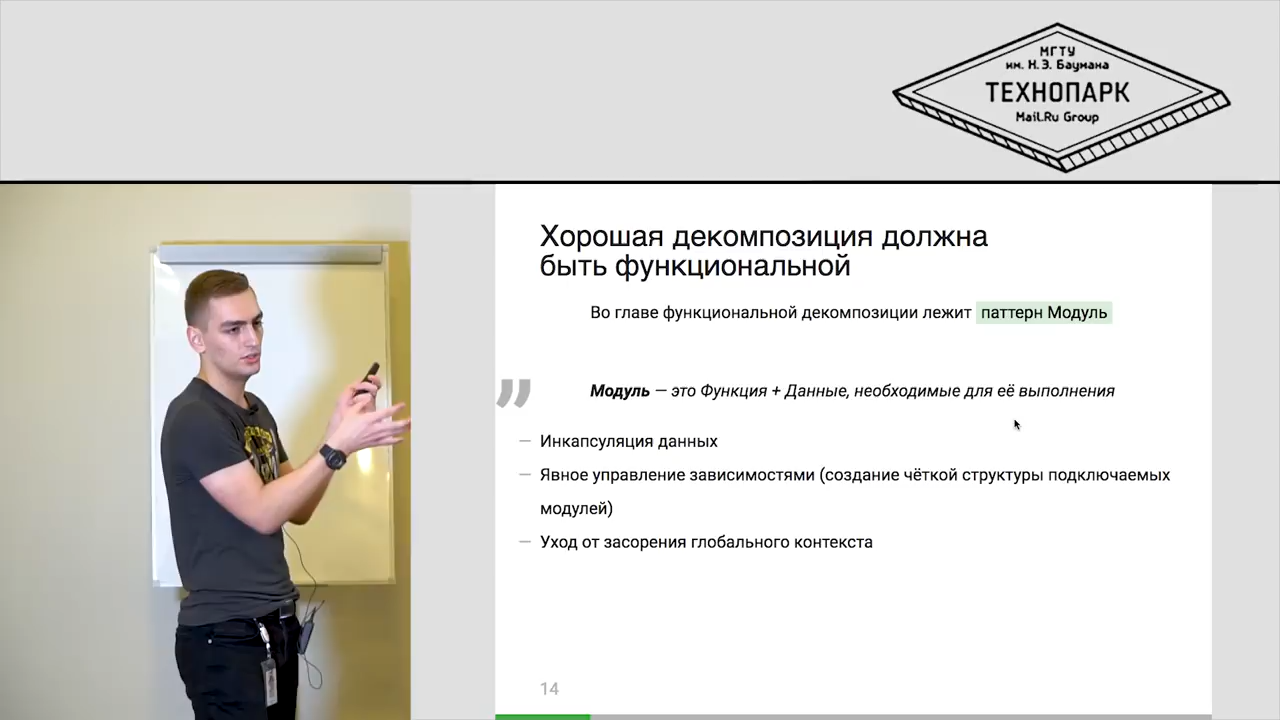 МГТУ
им. Н.Э. Баумана
ТЕХНОПАРК
Mail.Ru Group
Хорошая декомпозиция должна
быть функциональной
Во главе функциональной декомпозиции лежит паттерн Модуль
Модуль — это Функция + Данные, необходимые для её выполнения
— Инкапсуляция данных
— Явное управление зависимостями (создание чёткой структуры подключаемых
модулей)
— Уход от засорения глобального контекста
14